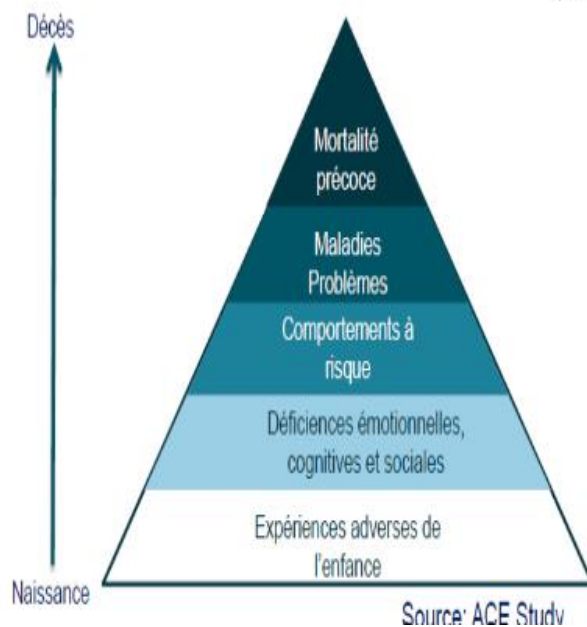 Décès
Mortalité
précoce
Maladies
Problèmes
Comportements à
risque
Déficiences émotionnelles,
cognitives et sociales
Expériences adverses de
l'enfance
Naissance
Source: ACE Study